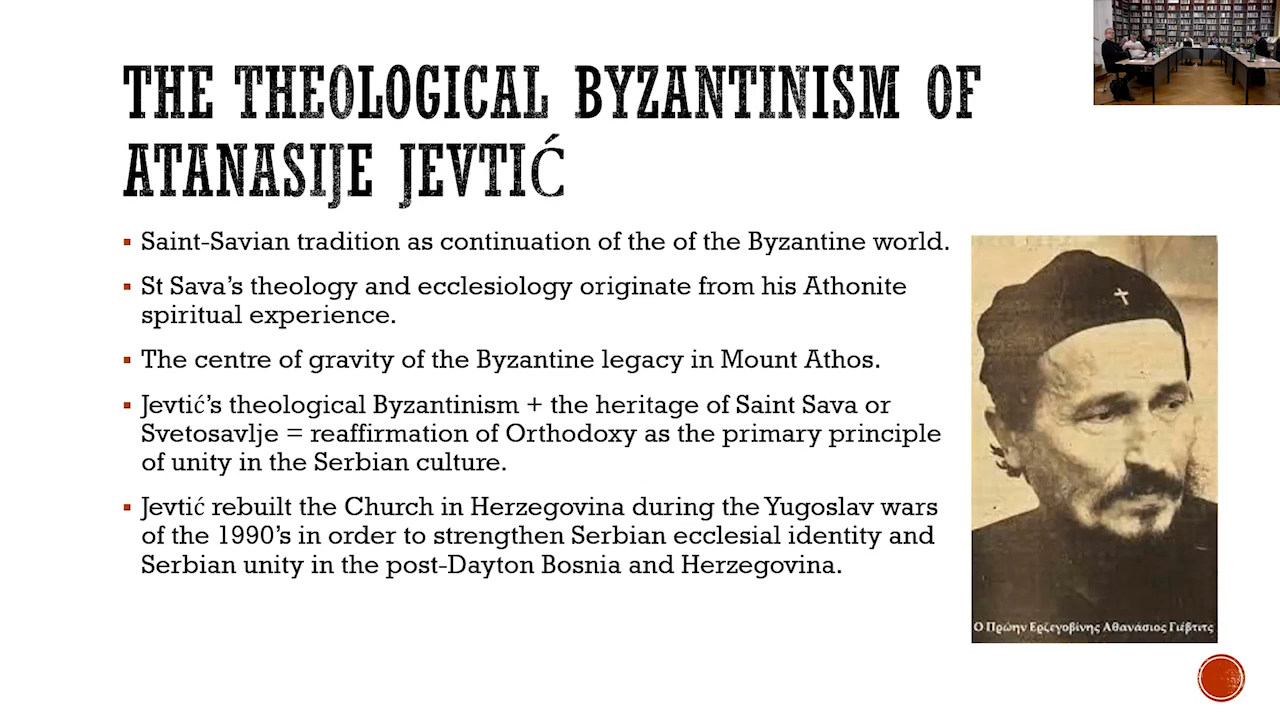 THE THEOLOGICAL BYZANTINISM OF
ATANASIJE JEVTIĆ
Saint-Savian tradition as continuation of the of the Byzantine world.
St Sava's theology and ecclesiology originate from his Athonite
spiritual experience.
The centre of gravity of the Byzantine legacy in Mount Athos.
Jevtić's theological Byzantinism + the heritage of Saint Sava or
Svetosavlje = reaffirmation of Orthodoxy as the primary principle
of unity in the Serbian culture.
Jevtić rebuilt the Church in Herzegovina during the Yugoslav wars
of the 1990's in order to strengthen Serbian ecclesial identity and
Serbian unity in the post-Dayton Bosnia and Herzegovina.
Ο Πρώην Ερζεγοβίνης Αθανάσιος Γιέβτιτς